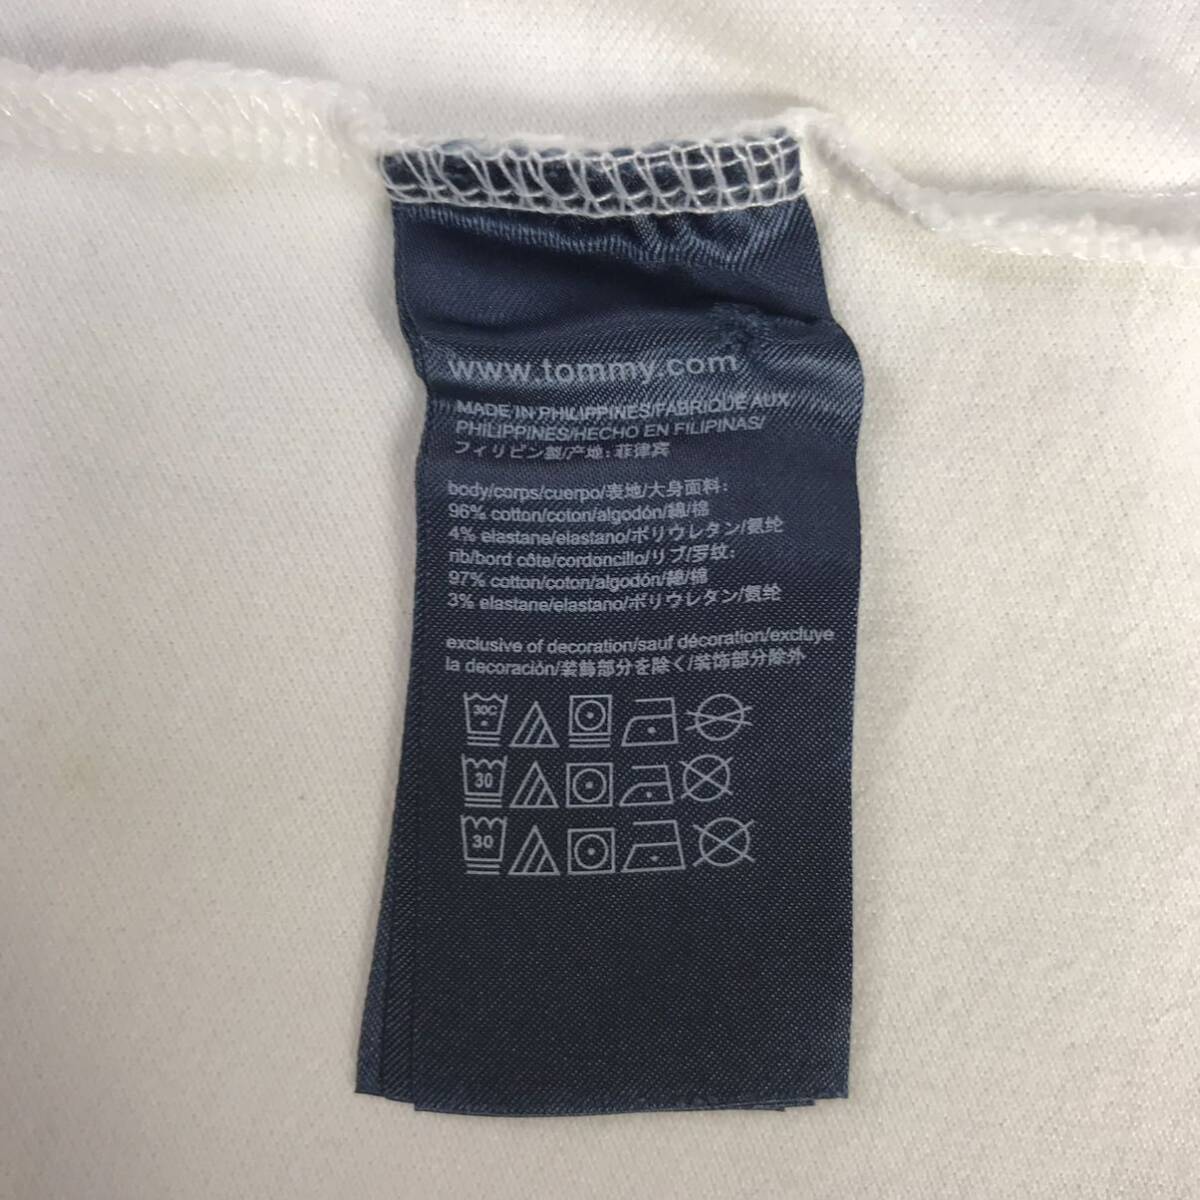 www.tommy.com
MADE IN PHILIPPINES/FABRIQUE AUX
PHILIPPINES/HECHO EN FILIPINAS/
フィリピン製/产地: 菲律宾
body/corps/cuerpo/表地/大身面料:
96% cotton/coton/algodón/綿/棉
4% elastane/elastano/ポリウレタン/氨纶
rib/bord côte/cordoncillo/リブ/罗纹:
97% cotton/coton/algodón/綿/棉
3% elastane/elastano/ポリウレタン/氨纶
exclusive of decoration/sauf décoration/excluye
la decoración/装飾部分を除く/装饰部分除外
30C
30
30